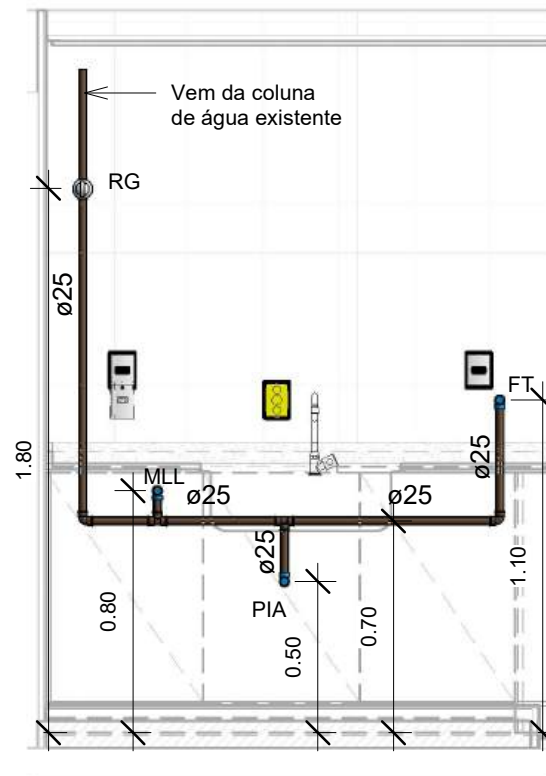 Vem da coluna
de água existente
RG
ø25
1.80
FT
MLL
ø25
ø25
ø25
ø25
PIA
0.80
0.50
0.70
1.10